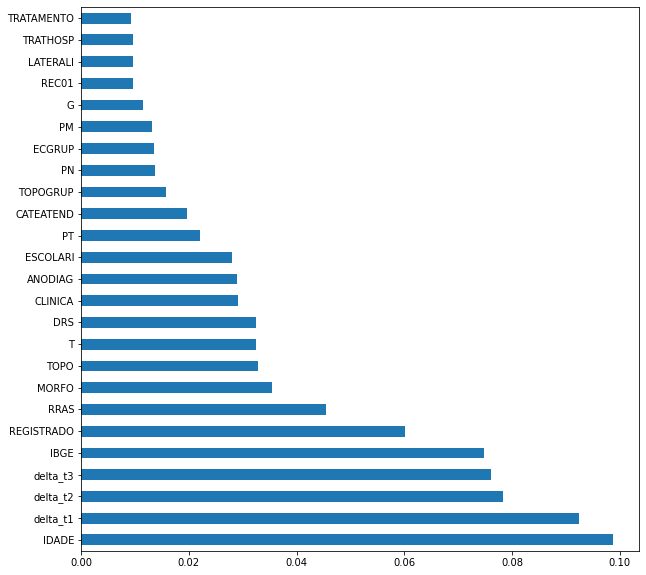 TRATAMENTO
TRATHOSP
LATERALI
REC01
G
PM
ECGRUP
PN
TOPOGRUP
CATEATEND
PT
ESCOLARI
ANODIAG
CLINICA
DRS
T
TOPO
MORFO
RRAS
REGISTRADO
IBGE
delta_t3
delta_t2
delta_t1
IDADE
0.00 0.02 0.04 0.06 0.08 0.10